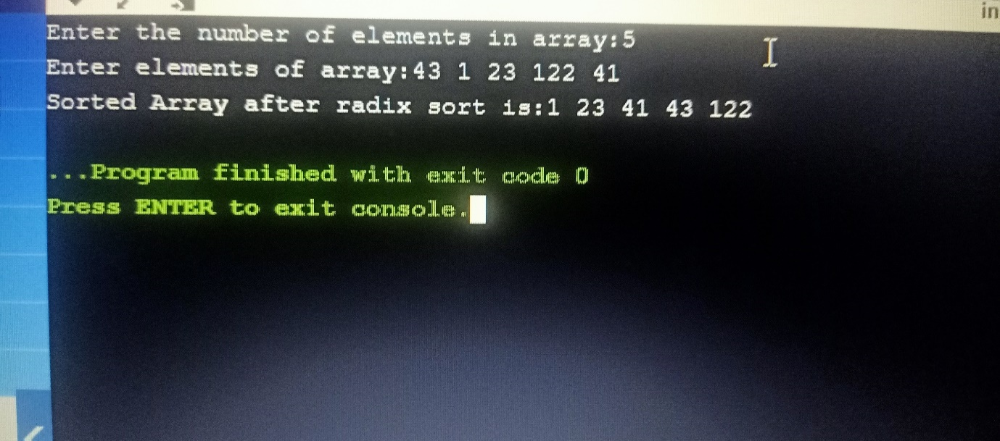 in
Enter the number of elements in array:5
Enter elements of array:43 1 23 122 41
Sorted Array after radix sort is:1 23 41 43 122
...Program finished with exit code 0
Press ENTER to exit console.